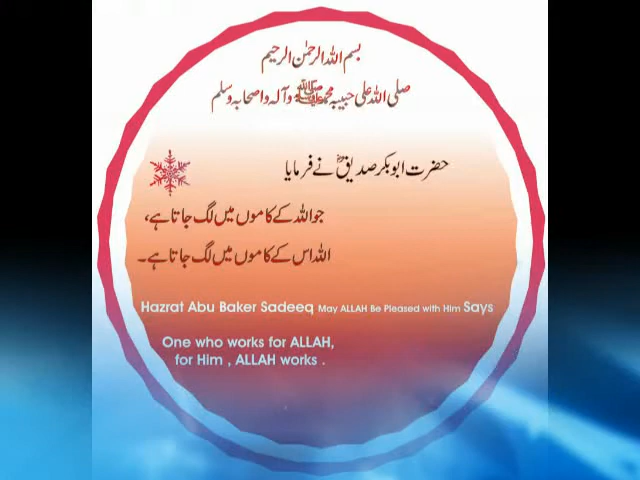 بسم اللہ الرحمٰن الرحیم
صلی اللہ علی حبیبہ محمد ﷺ وآلہ واصحابہ وسلم
حضرت ابوبکر صدیقؓ نے فرمایا
جو اللہ کے کاموں میں لگ جاتا ہے،
اللہ اس کے کاموں میں لگ جاتا ہے۔
Hazrat Abu Baker Sadeeq May ALLAH Be Pleased with Him Says
One who works for ALLAH,
for Him , ALLAH works .